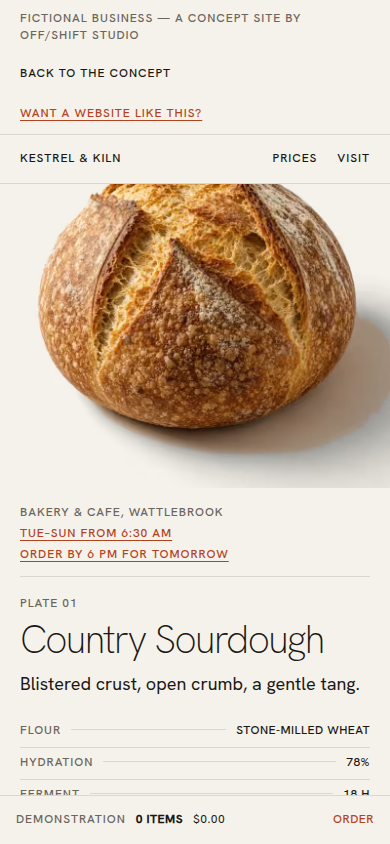 FICTIONAL BUSINESS — A CONCEPT SITE BY
OFF/SHIFT STUDIO
BACK TO THE CONCEPT
WANT A WEBSITE LIKE THIS?
KESTREL & KILN PRICES VISIT
BAKERY & CAFE, WATTLEBROOK
TUE–SUN FROM 6:30 AM
ORDER BY 6 PM FOR TOMORROW
PLATE 01
Country Sourdough
Blistered crust, open crumb, a gentle tang.
FLOUR STONE-MILLED WHEAT
HYDRATION 78%
FERMENT 18 H
DEMONSTRATION 0 ITEMS $0.00 ORDER